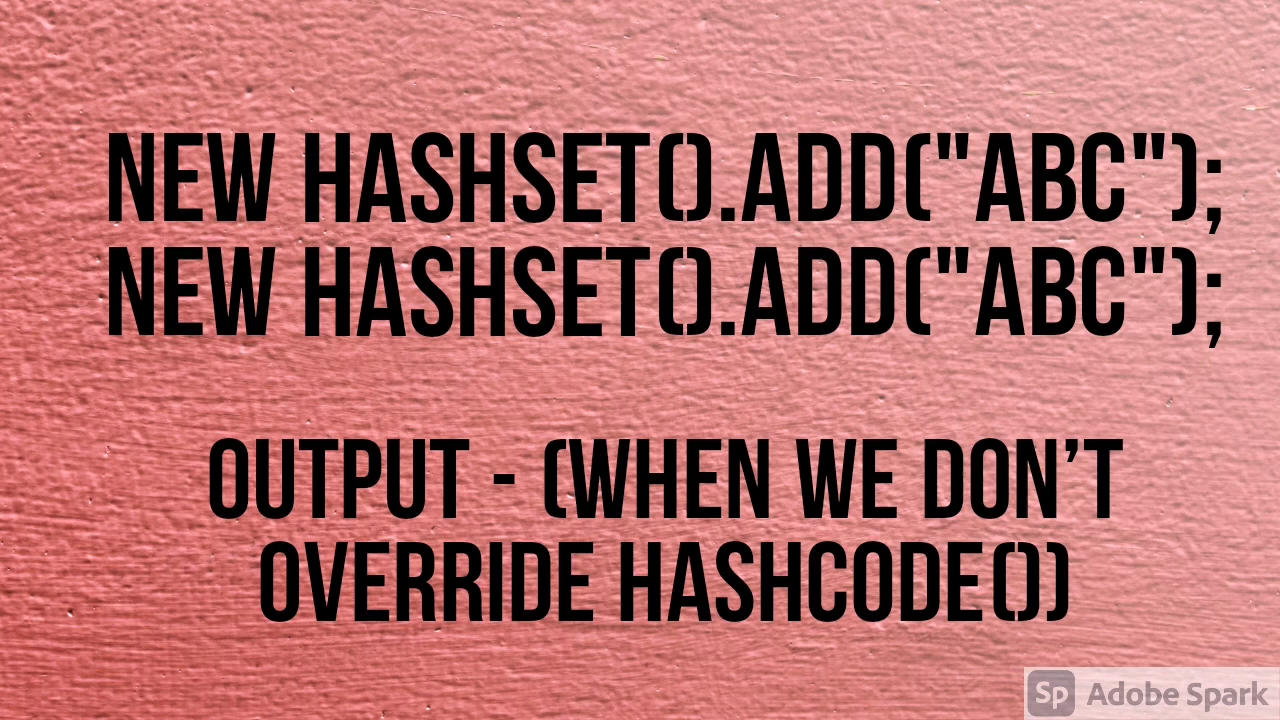 NEW HASHSET().ADD("ABC");
NEW HASHSET().ADD("ABC");
OUTPUT - (WHEN WE DON’T
OVERRIDE HASHCODE())
Sp Adobe Spark